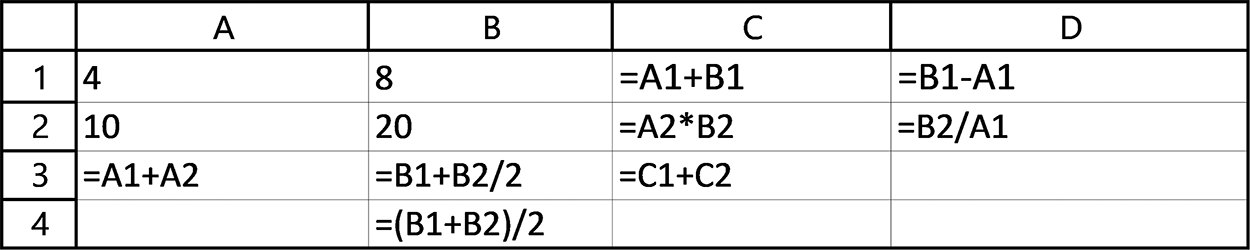 A B C D
1 4 8 =A1+B1 =B1-A1
2 10 20 =A2*B2 =B2/A1
3 =A1+A2 =B1+B2/2 =C1+C2
4 =(B1+B2)/2